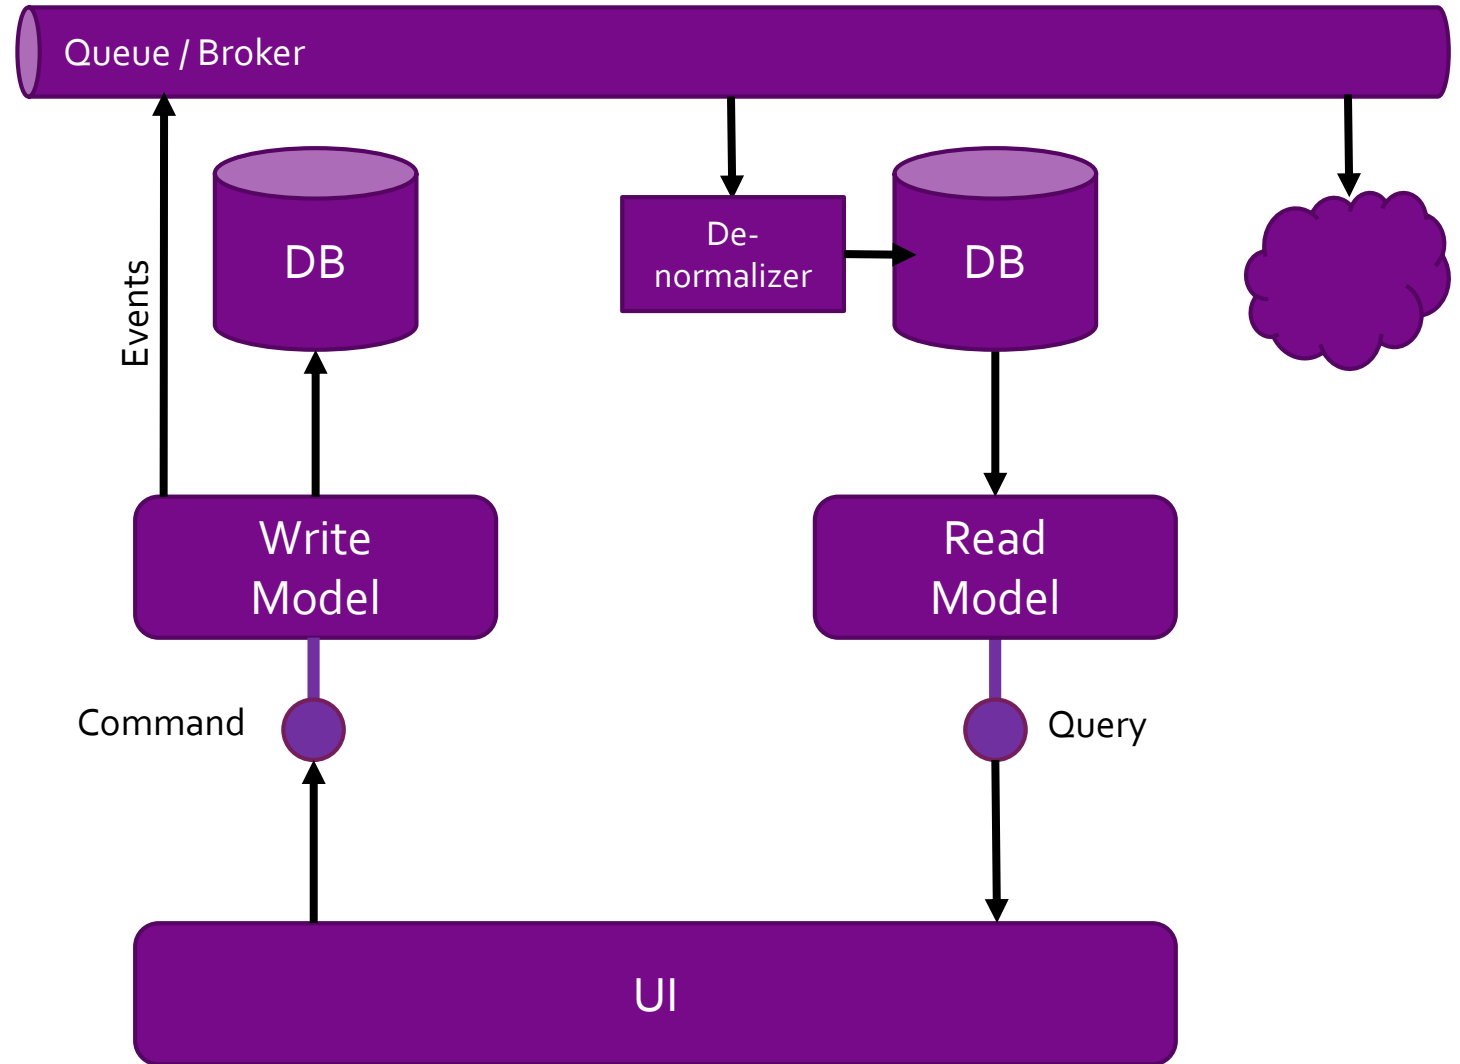 Queue / Broker
Events
DB
De-
normalizer
DB
Write
Model
Read
Model
Command
Query
UI